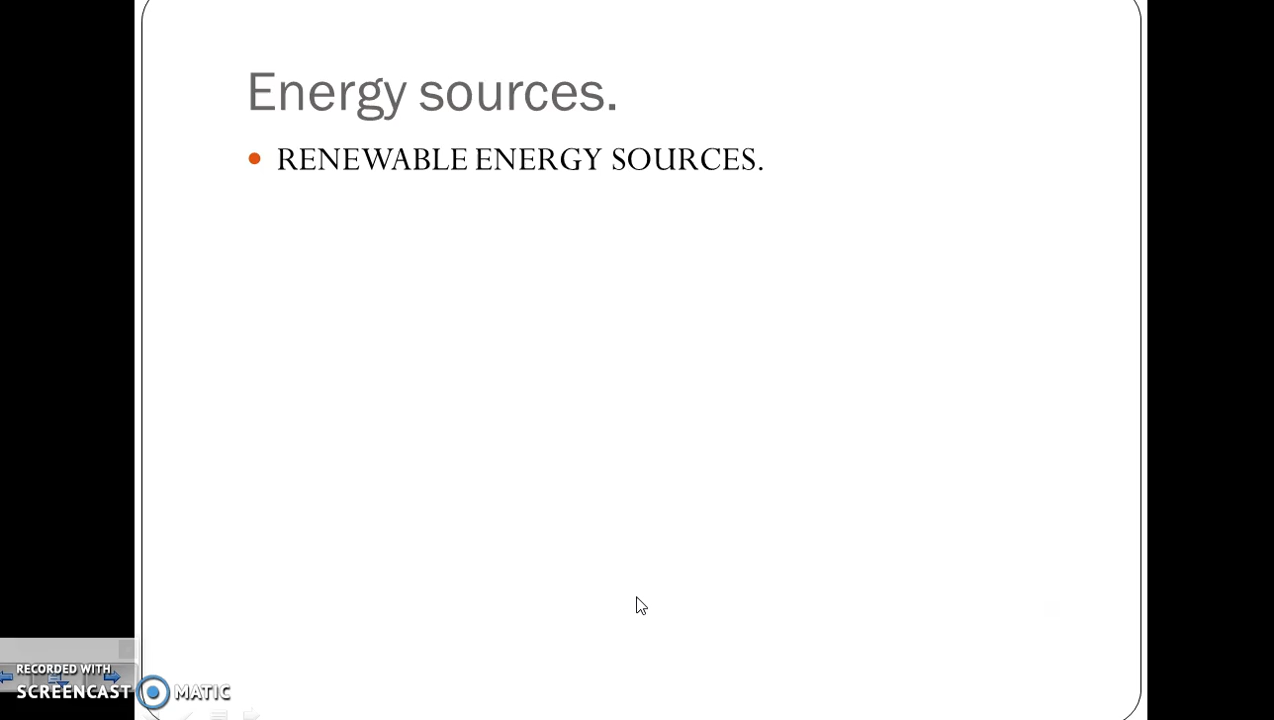 Energy sources.
RENEWABLE ENERGY SOURCES.
RECORDED WITH
SCREENCAST MATIC